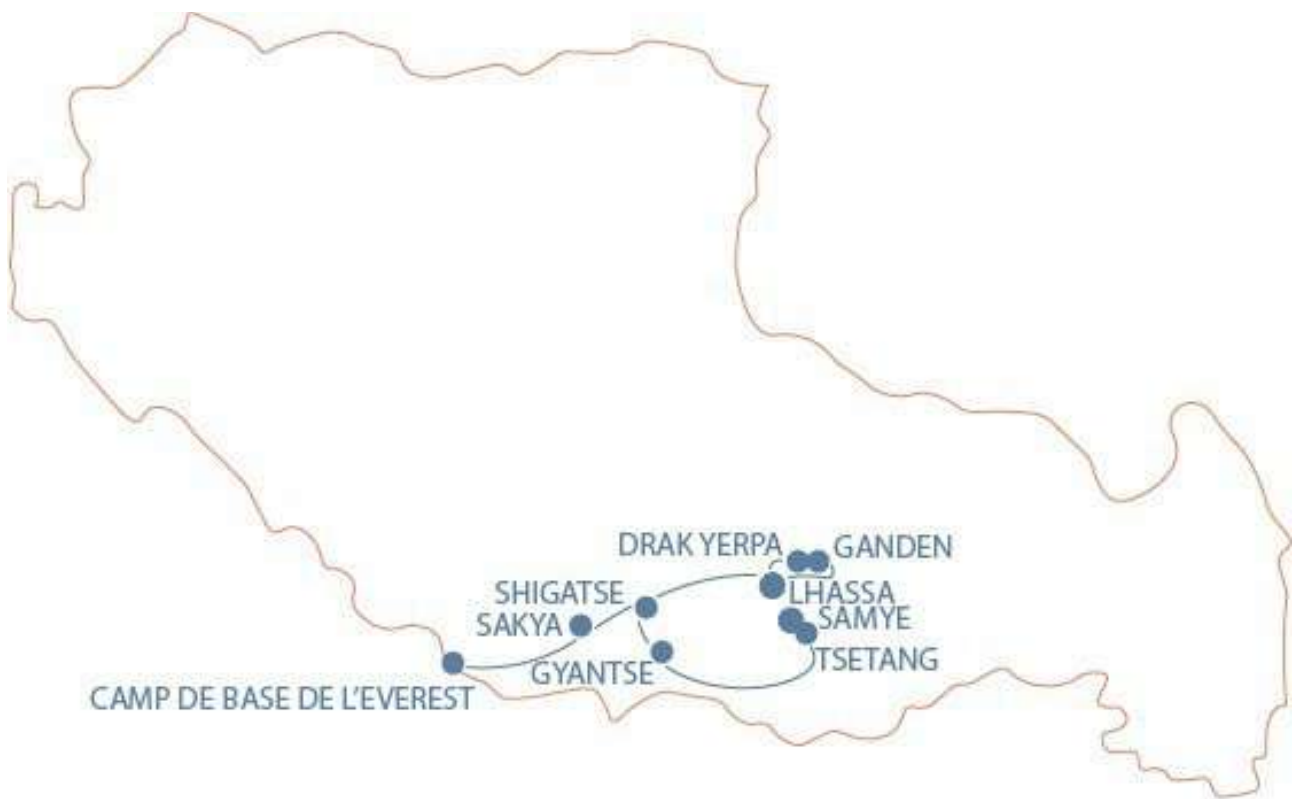 DRAK YERPA
GANDEN
SHIGATSE
LHASSA
SAKYA
SAMYE
GYANTSE
TSETANG
CAMP DE BASE DE L'EVEREST